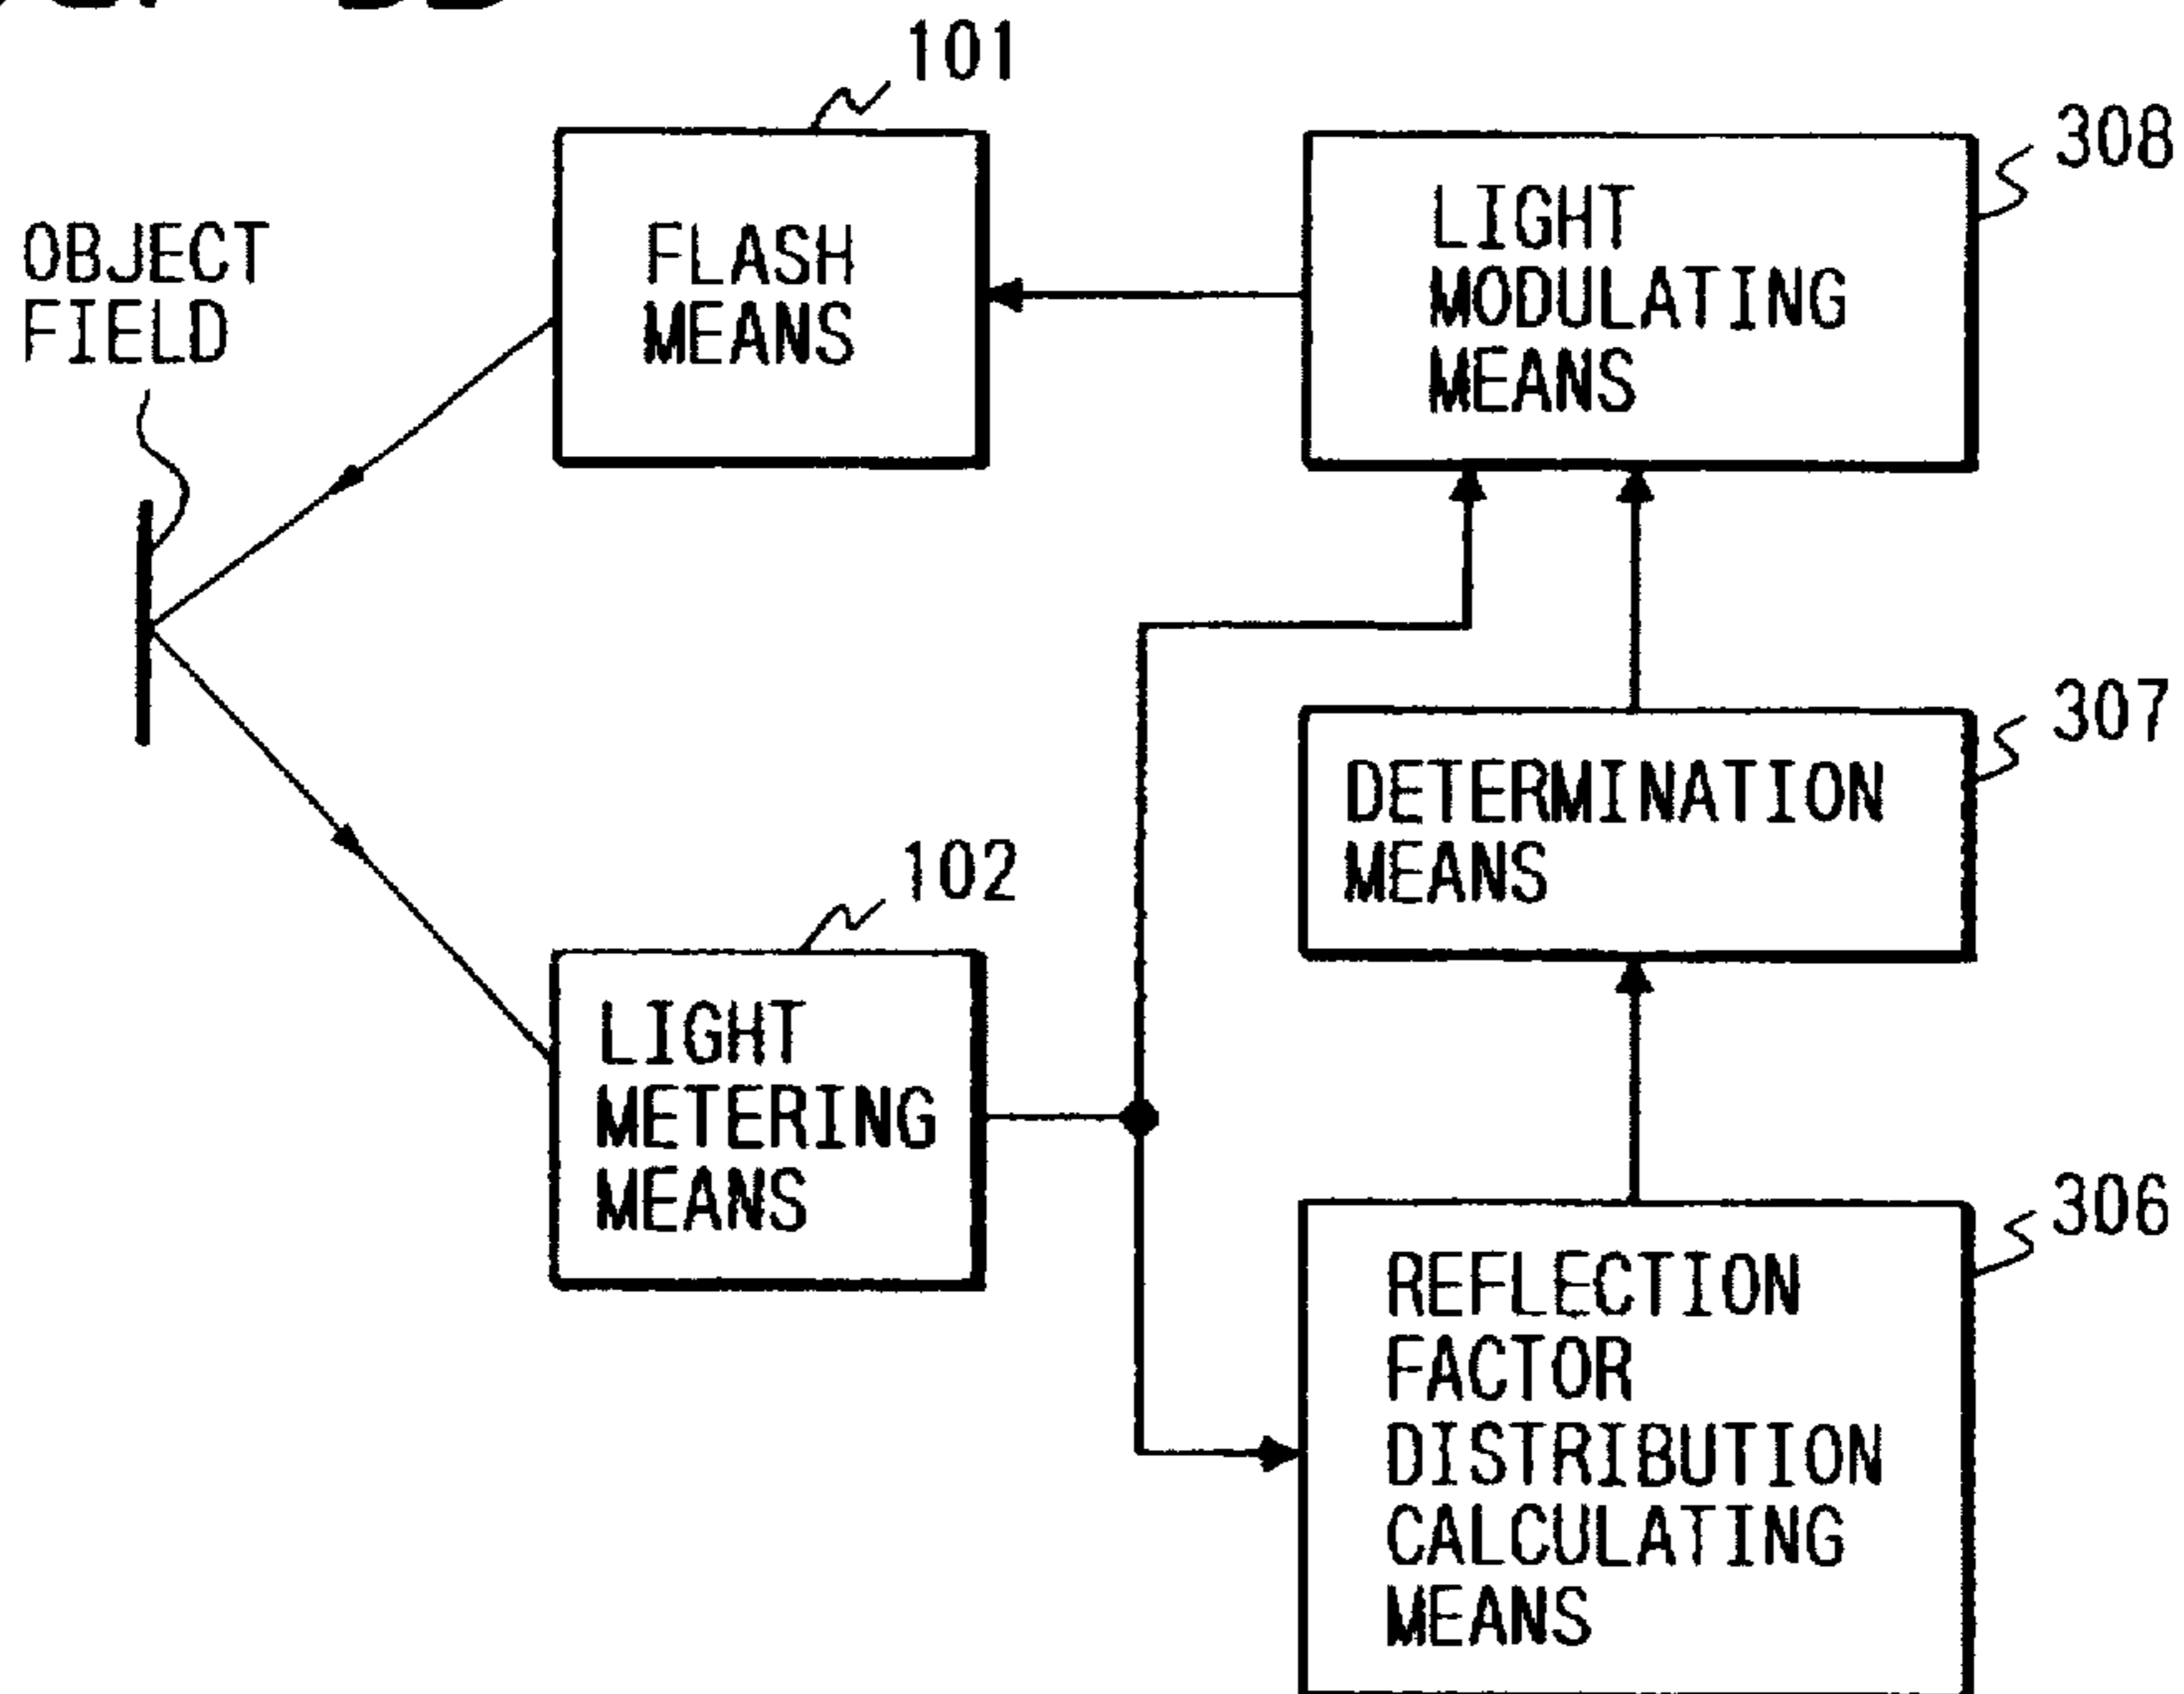 101
308
OBJECT
FIELD
FLASH
MEANS
LIGHT
MODULATING
MEANS
307
DETERMINATION
MEANS
102
LIGHT
METERING
MEANS
306
REFLECTION
FACTOR
DISTRIBUTION
CALCULATING
MEANS